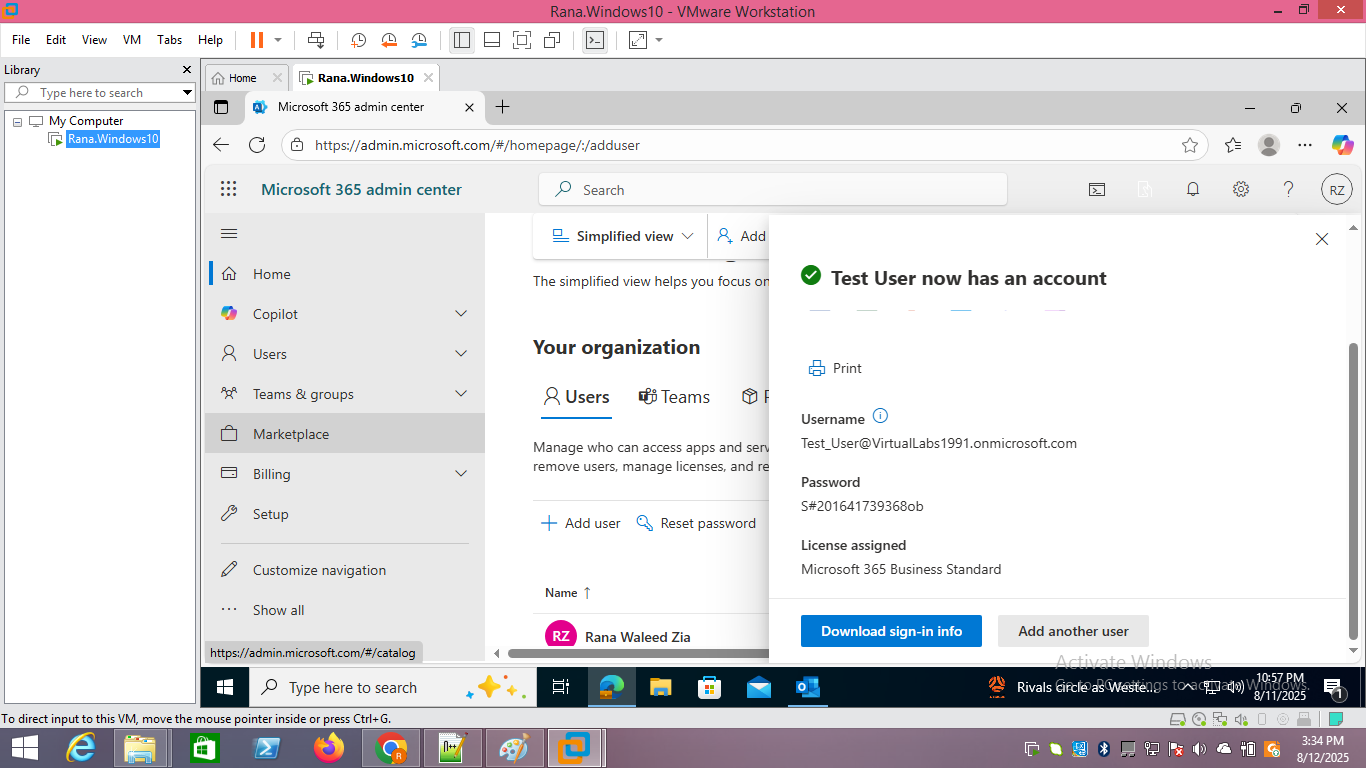 Rana.Windows10 - VMware Workstation
File Edit View VM Tabs Help
Library
Type here to search
My Computer
Rana.Windows10
Home
Rana.Windows10
Microsoft 365 admin center
https://admin.microsoft.com/#/homepage/:/adduser
Microsoft 365 admin center
Search
RZ
Home
Copilot
Users
Teams & groups
Marketplace
Billing
Setup
Customize navigation
Show all
https://admin.microsoft.com/#/catalog
Simplified view
Add
The simplified view helps you focus on
Your organization
Users Teams P
Manage who can access apps and serv
remove users, manage licenses, and re
Add user Reset password
Name ↑
RZ Rana Waleed Zia
Test User now has an account
Print
Username
Test_User@VirtualLabs1991.onmicrosoft.com
Password
S#201641739368ob
License assigned
Microsoft 365 Business Standard
Download sign-in info Add another user
Activate Windows
Go to PC settings to activate Windows.
Type here to search
Rivals circle as Weste...
10:57 PM
8/11/2025
1
To direct input to this VM, move the mouse pointer inside or press Ctrl+G.
3:34 PM
8/12/2025